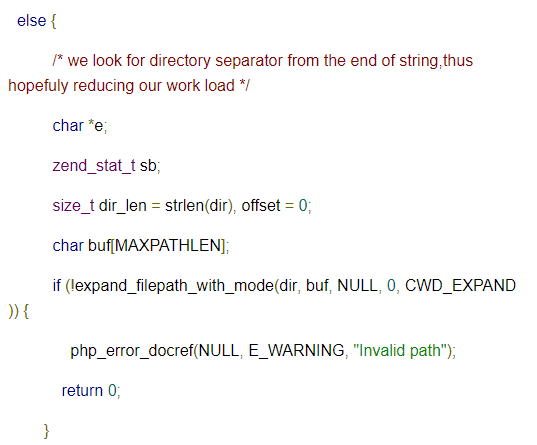 else {
/* we look for directory separator from the end of string,thus
hopefuly reducing our work load */
char *e;
zend_stat_t sb;
size_t dir_len = strlen(dir), offset = 0;
char buf[MAXPATHLEN];
if (!expand_filepath_with_mode(dir, buf, NULL, 0, CWD_EXPAND
)) {
php_error_docref(NULL, E_WARNING, "Invalid path");
return 0;
}